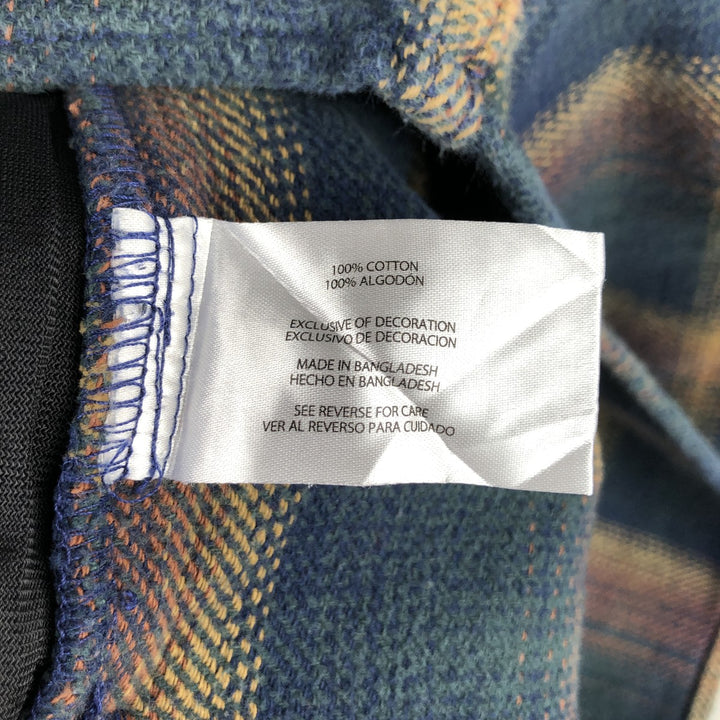 100% COTTON
100% ALGODÓN
EXCLUSIVE OF DECORATION
EXCLUSIVO DE DECORACION
MADE IN BANGLADESH
HECHO EN BANGLADESH
SEE REVERSE FOR CARE
VER AL REVERSO PARA CUIDADO